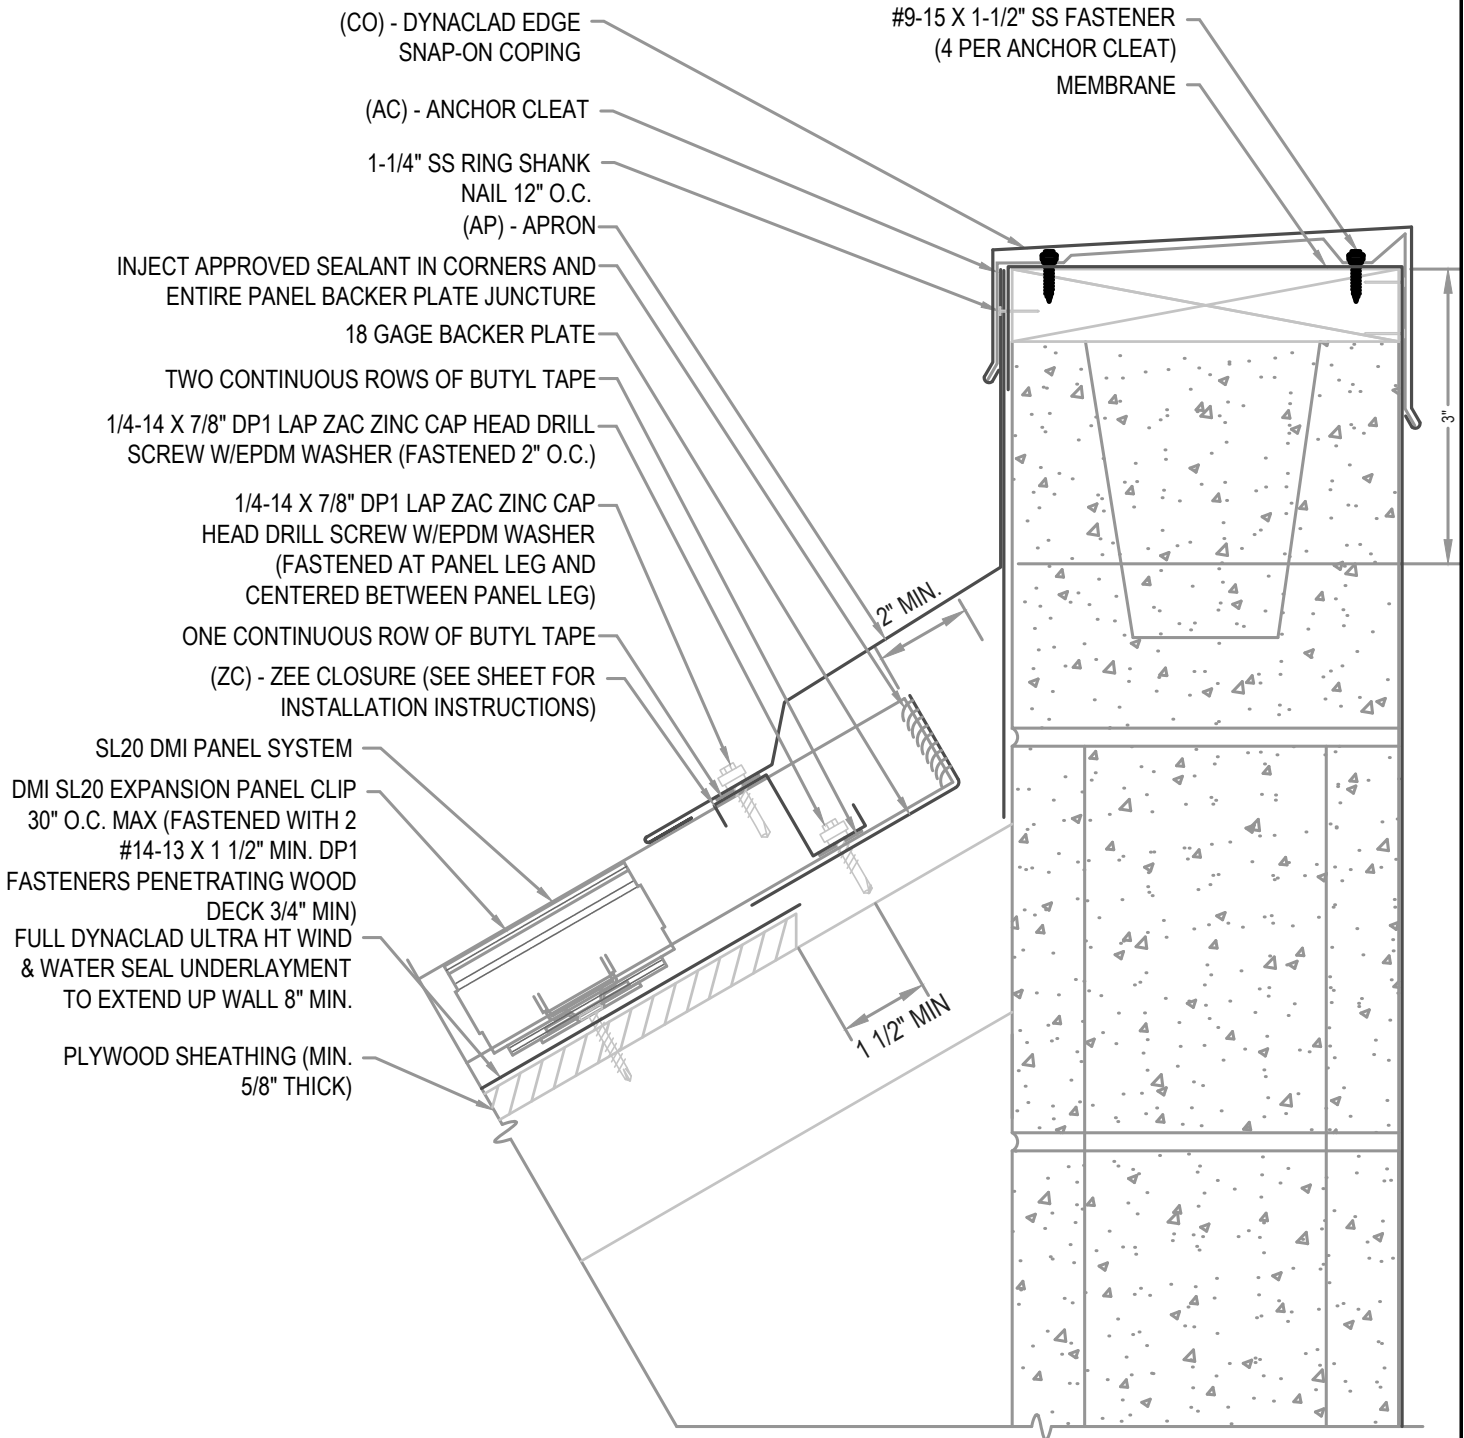 (CO) - DYNACLAD EDGE
SNAP-ON COPING
#9-15 X 1-1/2" SS FASTENER
(4 PER ANCHOR CLEAT)
MEMBRANE
(AC) - ANCHOR CLEAT
1-1/4" SS RING SHANK
NAIL 12" O.C.
(AP) - APRON
INJECT APPROVED SEALANT IN CORNERS AND
ENTIRE PANEL BACKER PLATE JUNCTURE
18 GAGE BACKER PLATE
TWO CONTINUOUS ROWS OF BUTYL TAPE
1/4-14 X 7/8" DP1 LAP ZAC ZINC CAP HEAD DRILL
SCREW W/EPDM WASHER (FASTENED 2" O.C.)
1/4-14 X 7/8" DP1 LAP ZAC ZINC CAP
HEAD DRILL SCREW W/EPDM WASHER
(FASTENED AT PANEL LEG AND
CENTERED BETWEEN PANEL LEG)
ONE CONTINUOUS ROW OF BUTYL TAPE
(ZC) - ZEE CLOSURE (SEE SHEET FOR
INSTALLATION INSTRUCTIONS)
SL20 DMI PANEL SYSTEM
DMI SL20 EXPANSION PANEL CLIP
30" O.C. MAX (FASTENED WITH 2
#14-13 X 1 1/2" MIN. DP1
FASTENERS PENETRATING WOOD
DECK 3/4" MIN)
FULL DYNACLAD ULTRA HT WIND
& WATER SEAL UNDERLAYMENT
TO EXTEND UP WALL 8" MIN.
PLYWOOD SHEATHING (MIN.
5/8" THICK)
2" MIN.
1 1/2" MIN
3"